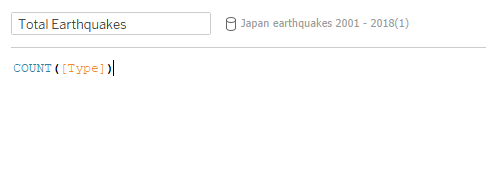 Total Earthquakes
Japan earthquakes 2001 - 2018(1)
COUNT([Type])